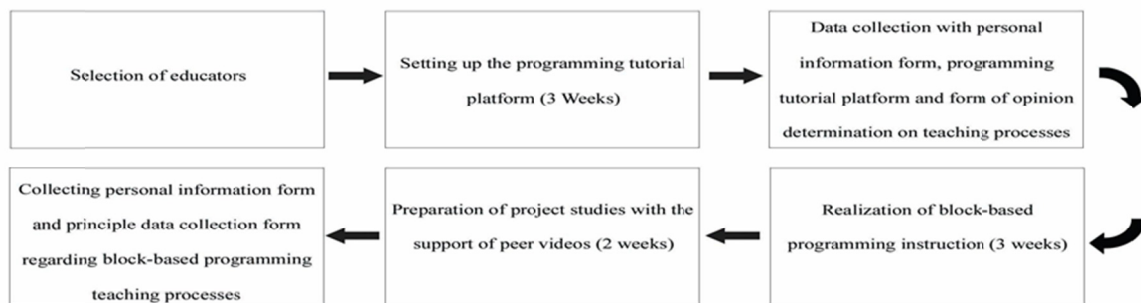 Selection of educators
Setting up the programming tutorial
platform (3 Weeks)
Data collection with personal
information form, programming
tutorial platform and form of opinion
determination on teaching processes
Realization of block-based
programming instruction (3 weeks)
Preparation of project studies with the
support of peer videos (2 weeks)
Collecting personal information form
and principle data collection form
regarding block-based programming
teaching processes